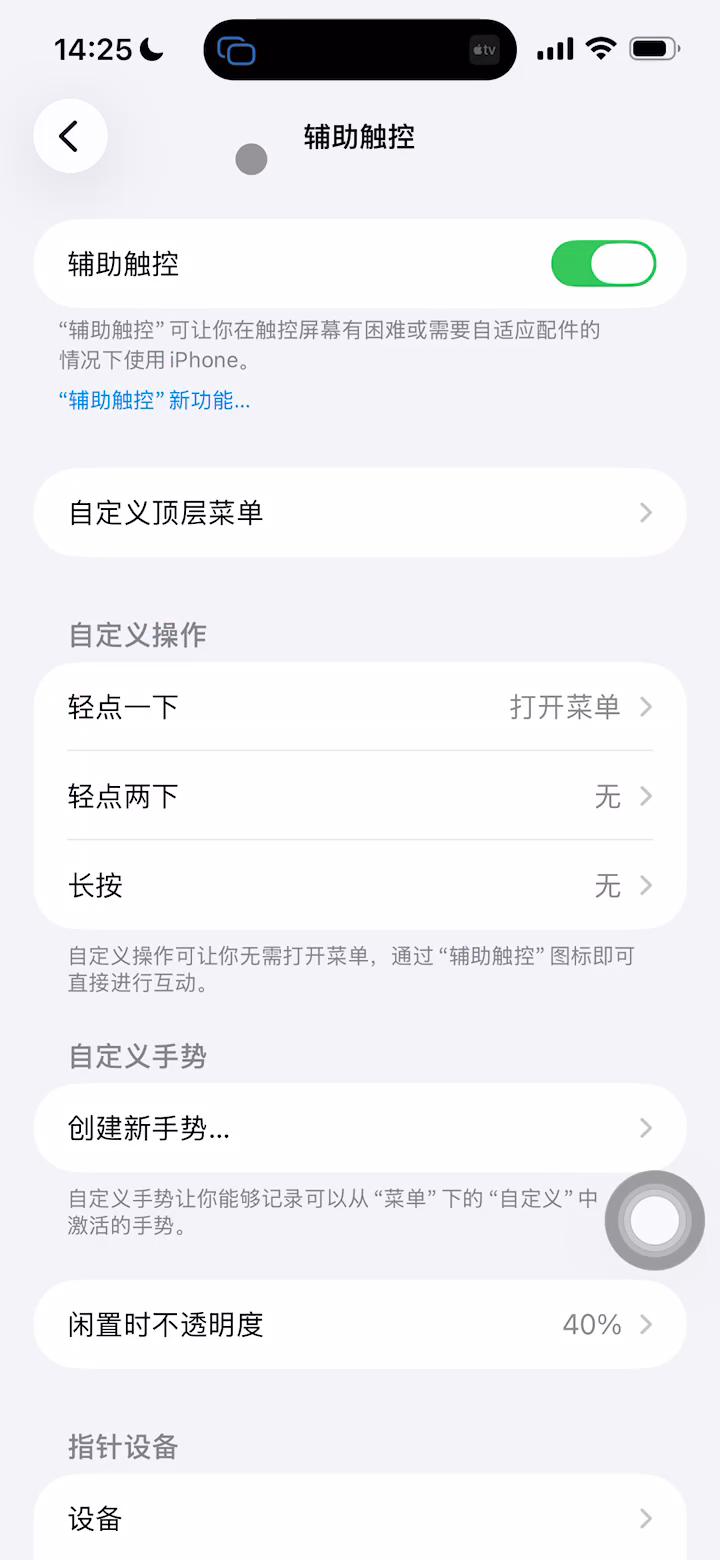 14:25
tv
辅助触控
辅助触控
“辅助触控”可让你在触控屏幕有困难或需要自适应配件的
情况下使用 iPhone。
“辅助触控”新功能...
自定义顶层菜单
自定义操作
轻点一下 打开菜单
轻点两下 无
长按 无
自定义操作可让你无需打开菜单，通过“辅助触控”图标即可
直接进行互动。
自定义手势
创建新手势...
自定义手势让你能够记录可以从“菜单”下的“自定义”中
激活的手势。
闲置时不透明度 40%
指针设备
设备